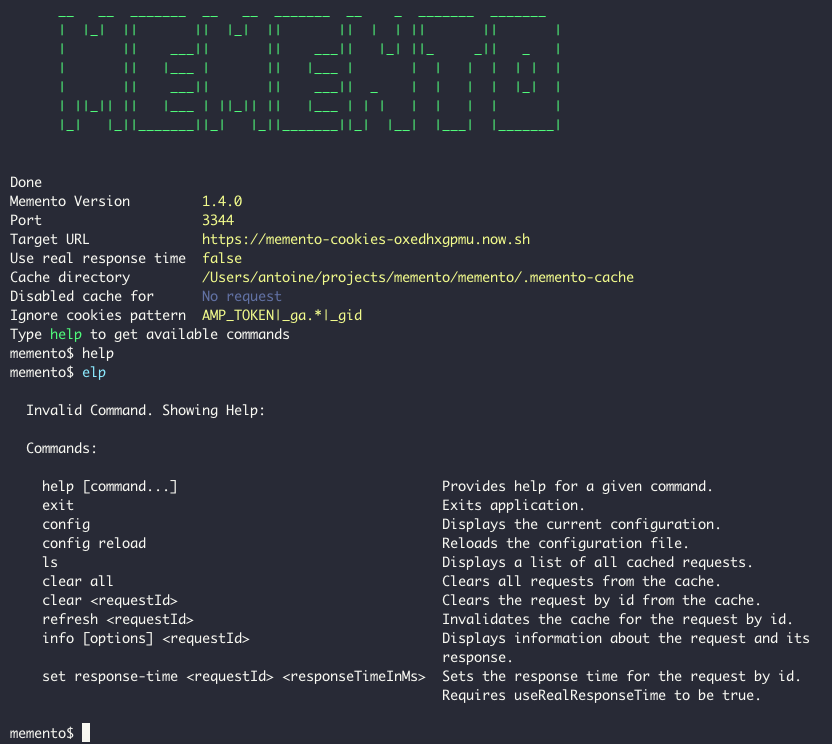 MEMENTO
Done
Memento Version 1.4.0
Port 3344
Target URL https://memento-cookies-oxedhxgpmu.now.sh
Use real response time false
Cache directory /Users/antoine/projects/memento/memento/.memento-cache
Disabled cache for No request
Ignore cookies pattern AMP_TOKEN|_ga.*|_gid
Type help to get available commands
memento$ help
memento$ elp
Invalid Command. Showing Help:
Commands:
help [command...] Provides help for a given command.
exit Exits application.
config Displays the current configuration.
config reload Reloads the configuration file.
ls Displays a list of all cached requests.
clear all Clears all requests from the cache.
clear <requestId> Clears the request by id from the cache.
refresh <requestId> Invalidates the cache for the request by id.
info [options] <requestId> Displays information about the request and its
response.
set response-time <requestId> <responseTimeInMs> Sets the response time for the request by id.
Requires useRealResponseTime to be true.
memento$